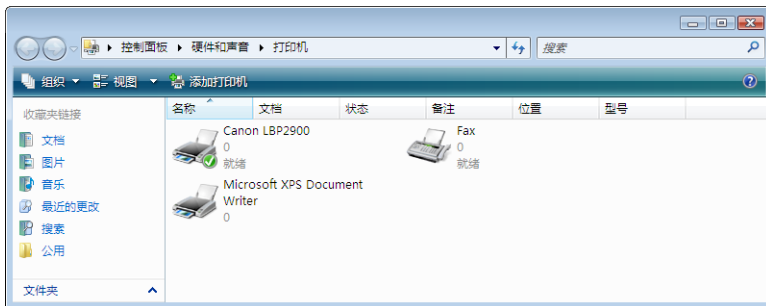 控制面板 硬件和声音 打印机
搜索
组织 视图 添加打印机
收藏夹链接
文档
图片
音乐
最近的更改
搜索
公用
文件夹
名称 文档 状态 备注 位置 型号
Canon LBP2900
0
就绪
Fax
0
就绪
Microsoft XPS Document
Writer
0